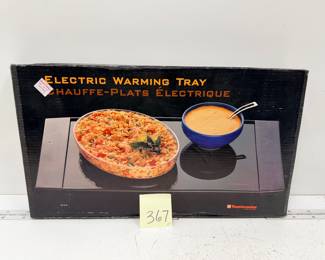 ELECTRIC WARMING TRAY
CHAUFFE-PLATS ÉLECTRIQUE
367